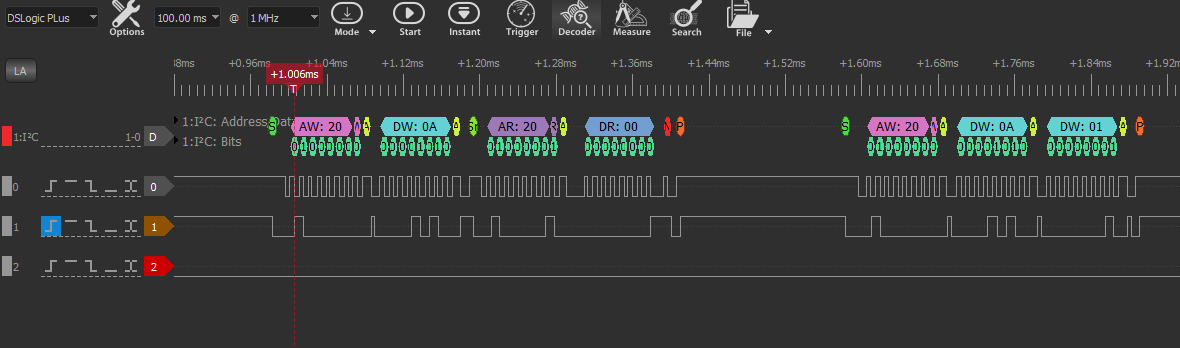 DSLogic PLus 100.00 ms @ 1 MHz
Options Mode Start Instant Trigger Decoder Measure Search File
LA
8ms +0.96ms +1.04ms +1.12ms +1.20ms +1.28ms +1.36ms +1.44ms +1.52ms +1.60ms +1.68ms +1.76ms +1.84ms +1.92ms
+1.006ms
T
1:I²C 1-0 D
1:I²C: Address/Data
S AW: 20 A DW: 0A A AR: 20 R A DR: 00 N P S AW: 20 A DW: 0A A DW: 01 A P
1:I²C: Bits
0 0
1 1
2 2